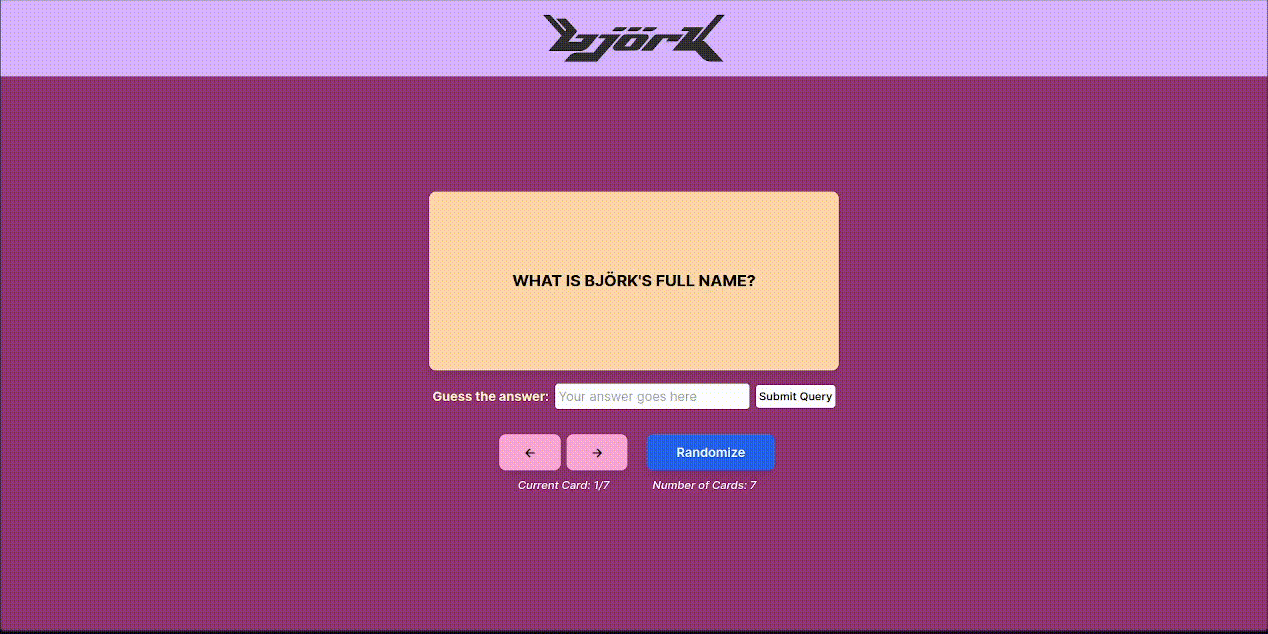 björk
WHAT IS BJÖRK'S FULL NAME?
Guess the answer: Your answer goes here Submit Query
← → Randomize
Current Card: 1/7 Number of Cards: 7